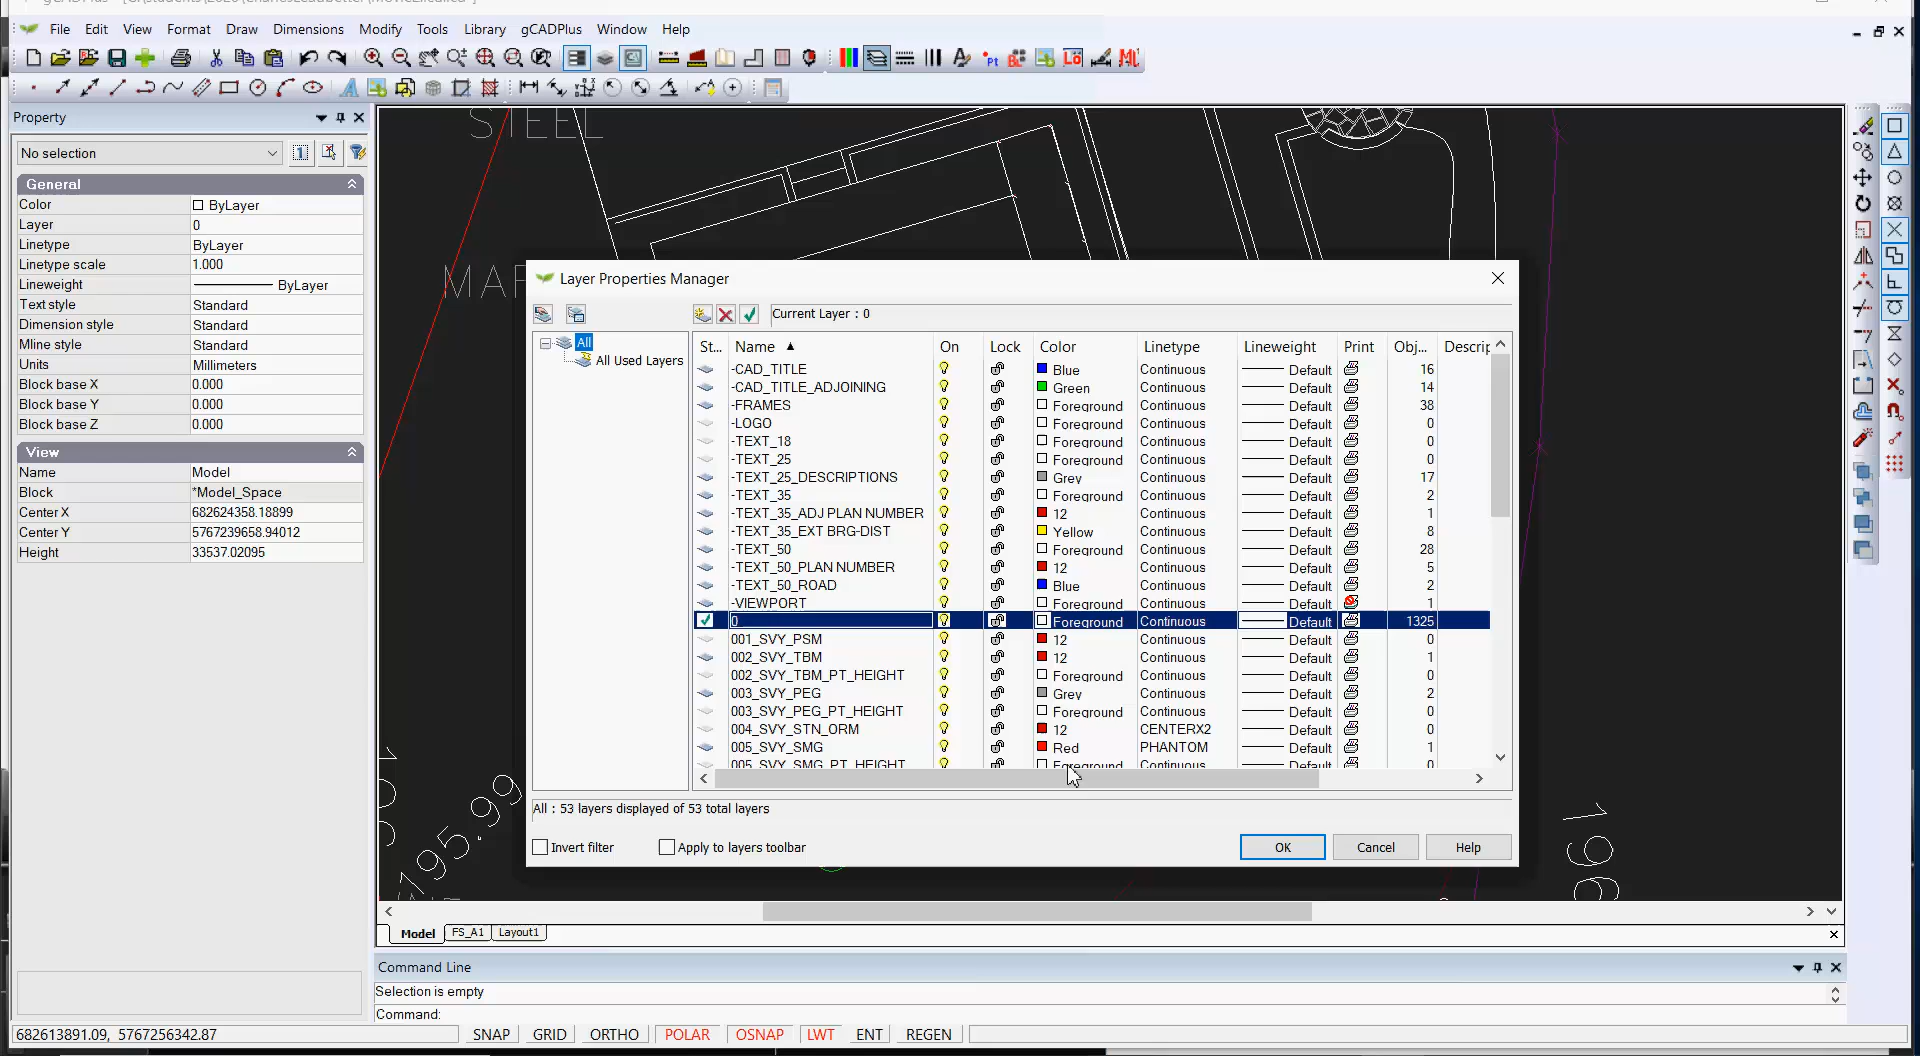 File Edit View Format Draw Dimensions Modify Tools Library gCADPlus Window Help
Property
No selection
General
Color ByLayer
Layer 0
Linetype ByLayer
Linetype scale 1.000
Lineweight ByLayer
Text style Standard
Dimension style Standard
Mline style Standard
Units Millimeters
Block base X 0.000
Block base Y 0.000
Block base Z 0.000
View
Name Model
Block *Model_Space
Center X 682624358.18899
Center Y 5767239658.94012
Height 33537.02095
STEEL
195.99
Layer Properties Manager
Current Layer : 0
All
All Used Layers
St... Name On Lock Color Linetype Lineweight Print Obj... Descrip
-CAD_TITLE Blue Continuous Default 16
-CAD_TITLE_ADJOINING Green Continuous Default 14
-FRAMES Foreground Continuous Default 38
-LOGO Foreground Continuous Default 0
-TEXT_18 Foreground Continuous Default 0
-TEXT_25 Foreground Continuous Default 0
-TEXT_25_DESCRIPTIONS Grey Continuous Default 17
-TEXT_35 Foreground Continuous Default 2
-TEXT_35_ADJ PLAN NUMBER 12 Continuous Default 1
-TEXT_35_EXT BRG-DIST Yellow Continuous Default 8
-TEXT_50 Foreground Continuous Default 28
-TEXT_50_PLAN NUMBER 12 Continuous Default 5
-TEXT_50_ROAD Blue Continuous Default 2
-VIEWPORT Foreground Continuous Default 1
0 Foreground Continuous Default 1325
001_SVY_PSM 12 Continuous Default 0
002_SVY_TBM 12 Continuous Default 1
002_SVY_TBM_PT_HEIGHT Foreground Continuous Default 0
003_SVY_PEG Grey Continuous Default 2
003_SVY_PEG_PT_HEIGHT Foreground Continuous Default 0
004_SVY_STN_ORM 12 CENTERX2 Default 0
005_SVY_SMG Red PHANTOM Default 1
005_SVY_SMG_PT_HEIGHT Foreground Continuous Default 0
All : 53 layers displayed of 53 total layers
Invert filter Apply to layers toolbar OK Cancel Help
Model FS_A1 Layout1
Command Line
Selection is empty
Command:
682613891.09, 5767256342.87 SNAP GRID ORTHO POLAR OSNAP LWT ENT REGEN